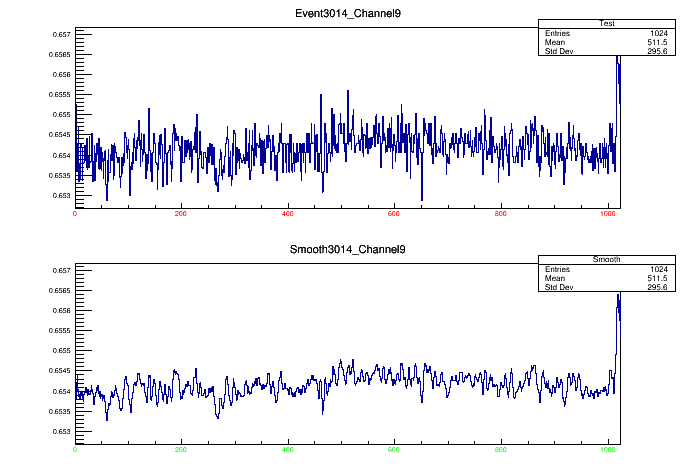 Event3014_Channel9
Test
Entries 1024
Mean 511.5
Std Dev 295.6
0.657
0.6565
0.656
0.6555
0.655
0.6545
0.654
0.6535
0.653
0 200 400 600 800 1000
Smooth3014_Channel9
Smooth
Entries 1024
Mean 511.5
Std Dev 295.6
0.657
0.6565
0.656
0.6555
0.655
0.6545
0.654
0.6535
0.653
0 200 400 600 800 1000